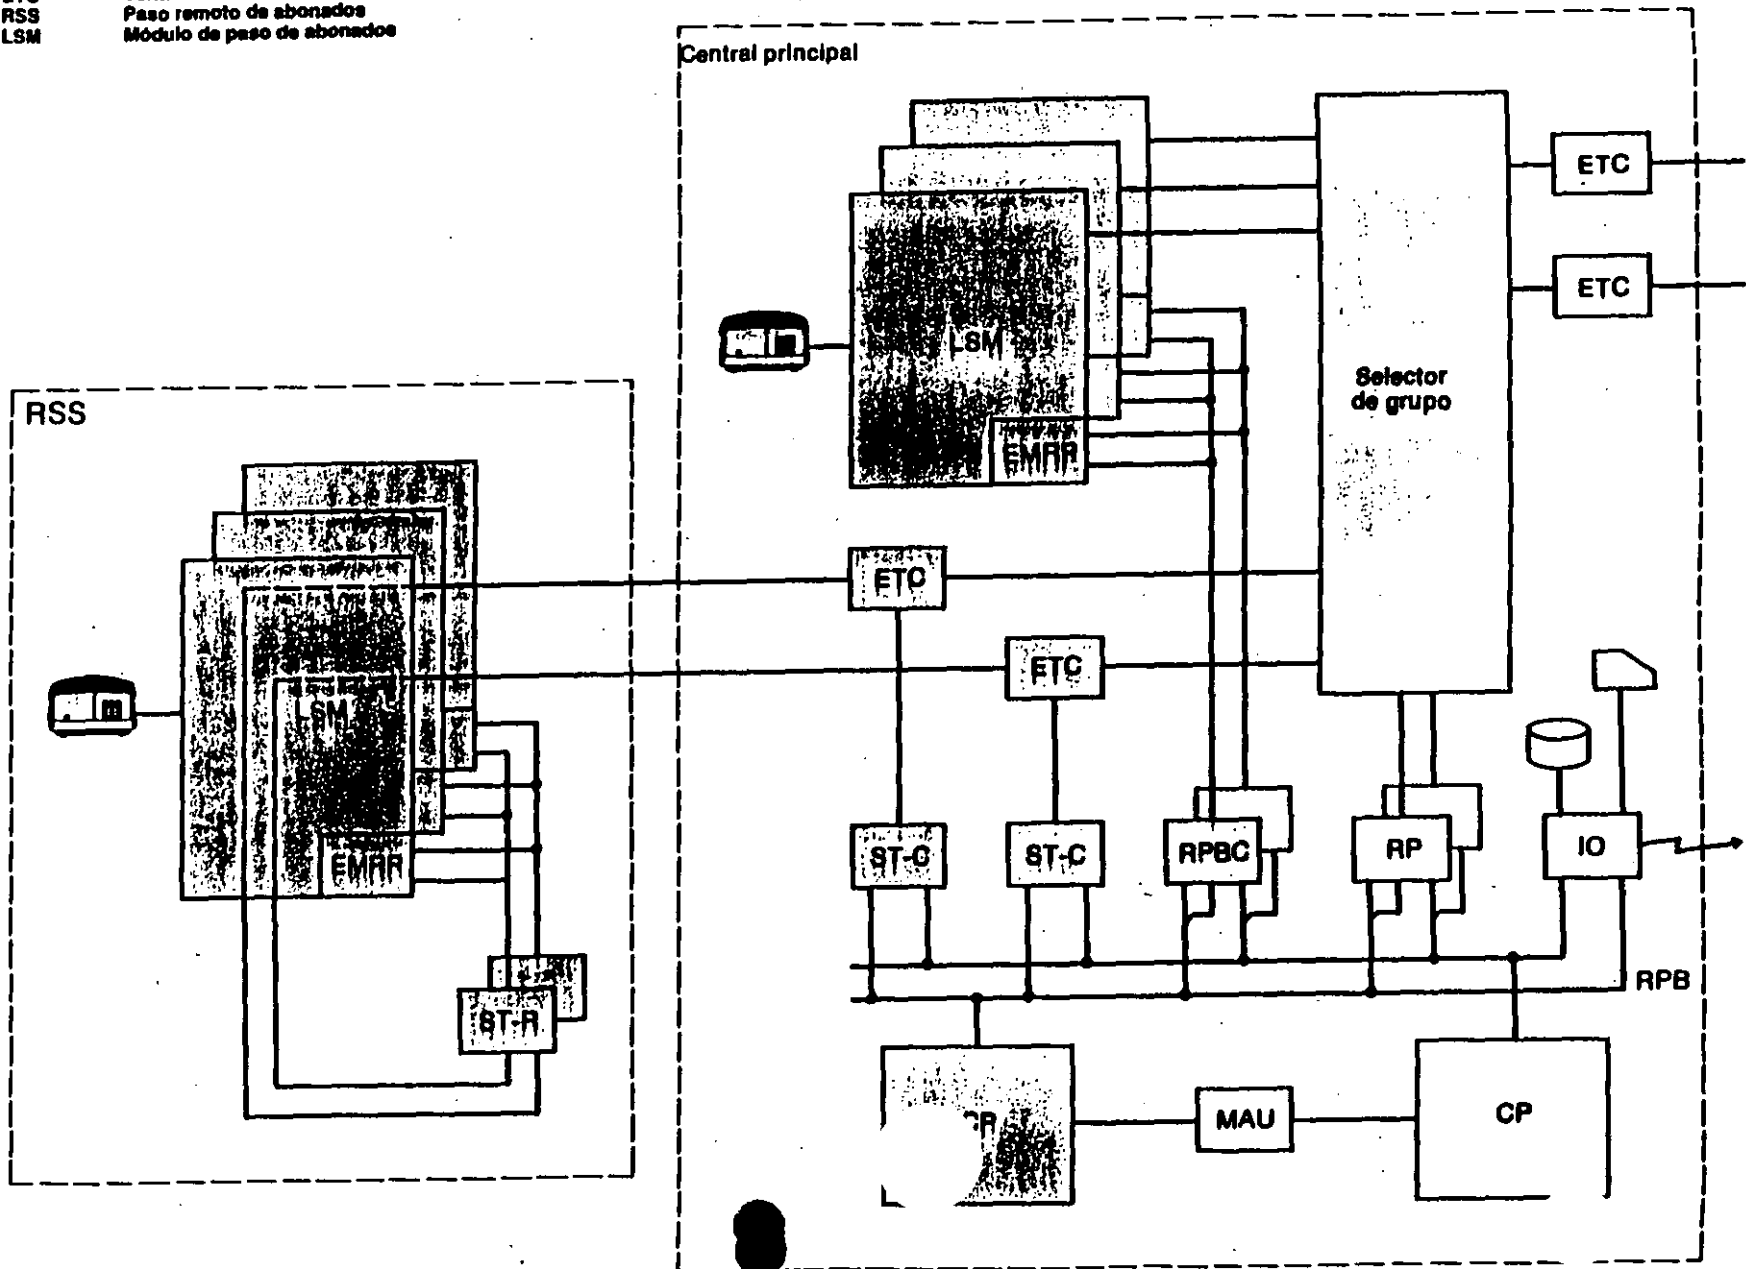 RSS Paso remoto de abonados
LSM Módulo de paso de abonados
Central principal
ETC
ETC
LSM
Selector
de grupo
EMRR
RSS
ETC
ETC
LSM
EMRR
ST-C
ST-C
RPBC
RP
IO
RPB
ST-R
MAU
CP